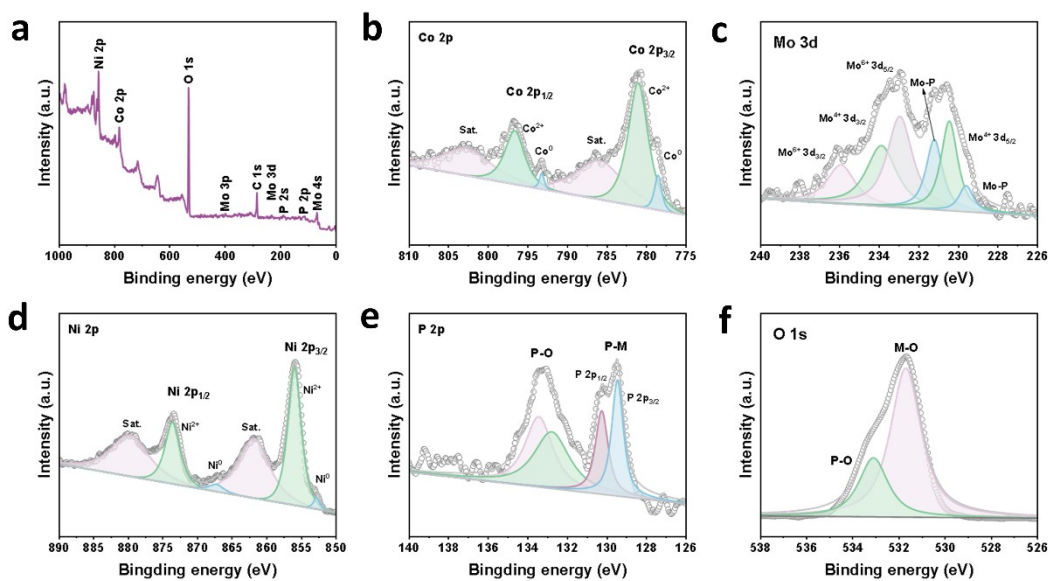 a
Ni 2p
Co 2p
O 1s
Mo 3p
C 1s
Mo 3d
P 2s
P 2p
Mo 4s
Intensity (a.u.)
1000 800 600 400 200 0
Binding energy (eV)
b
Co 2p
Co 2p3/2
Co 2p1/2
Co2+
Co2+
Sat.
Sat.
Co0
Co0
Intensity (a.u.)
810 805 800 795 790 785 780 775
Bingding energy (eV)
c
Mo 3d
Mo6+ 3d5/2
Mo-P
Mo4+ 3d3/2
Mo4+ 3d5/2
Mo6+ 3d3/2
Mo-P
Intensity (a.u.)
240 238 236 234 232 230 228 226
Binding energy (eV)
d
Ni 2p
Ni 2p3/2
Ni 2p1/2
Ni2+
Sat.
Ni2+
Sat.
Ni0
Ni0
Intensity (a.u.)
890 885 880 875 870 865 860 855 850
Bingding energy (eV)
e
P 2p
P-M
P-O
P 2p1/2
P 2p3/2
Intensity (a.u.)
140 138 136 134 132 130 128 126
Bingding energy (eV)
f
O 1s
M-O
P-O
Intensity (a.u.)
538 536 534 532 530 528 526
Bingding energy (eV)